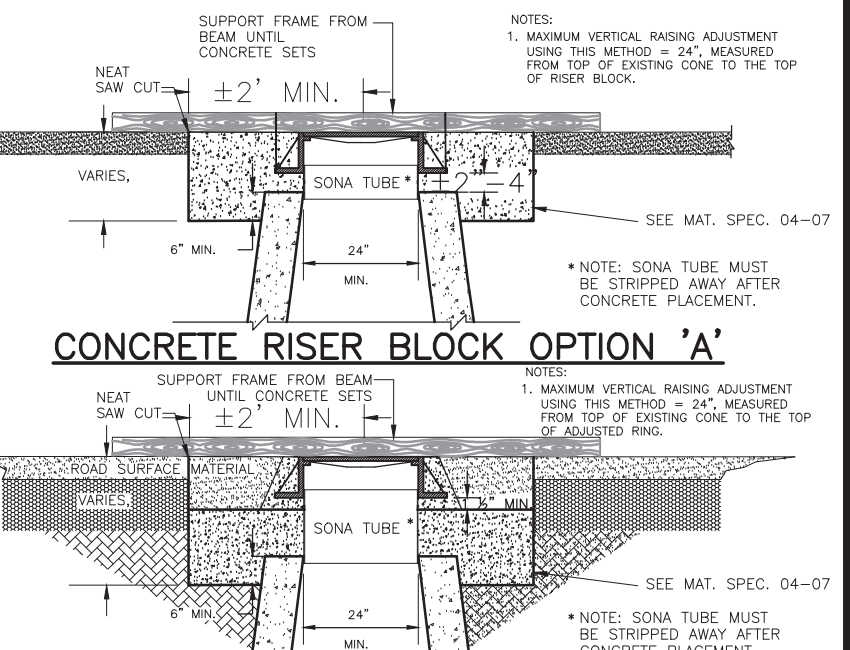 SUPPORT FRAME FROM
BEAM UNTIL
CONCRETE SETS
NOTES:
1. MAXIMUM VERTICAL RAISING ADJUSTMENT
USING THIS METHOD = 24", MEASURED
FROM TOP OF EXISTING CONE TO THE TOP
OF RISER BLOCK.
NEAT
SAW CUT
±2' MIN.
VARIES,
SONA TUBE *
±2"-4"
SEE MAT. SPEC. 04-07
6" MIN.
24"
MIN.
* NOTE: SONA TUBE MUST
BE STRIPPED AWAY AFTER
CONCRETE PLACEMENT.
CONCRETE RISER BLOCK OPTION 'A'
SUPPORT FRAME FROM BEAM
UNTIL CONCRETE SETS
NOTES:
1. MAXIMUM VERTICAL RAISING ADJUSTMENT
USING THIS METHOD = 24", MEASURED
FROM TOP OF EXISTING CONE TO THE TOP
OF ADJUSTED RING.
NEAT
SAW CUT
±2' MIN.
ROAD SURFACE MATERIAL
VARIES,
MIN.
SONA TUBE *
SEE MAT. SPEC. 04-07
6" MIN.
24"
MIN.
* NOTE: SONA TUBE MUST
BE STRIPPED AWAY AFTER
CONCRETE PLACEMENT.